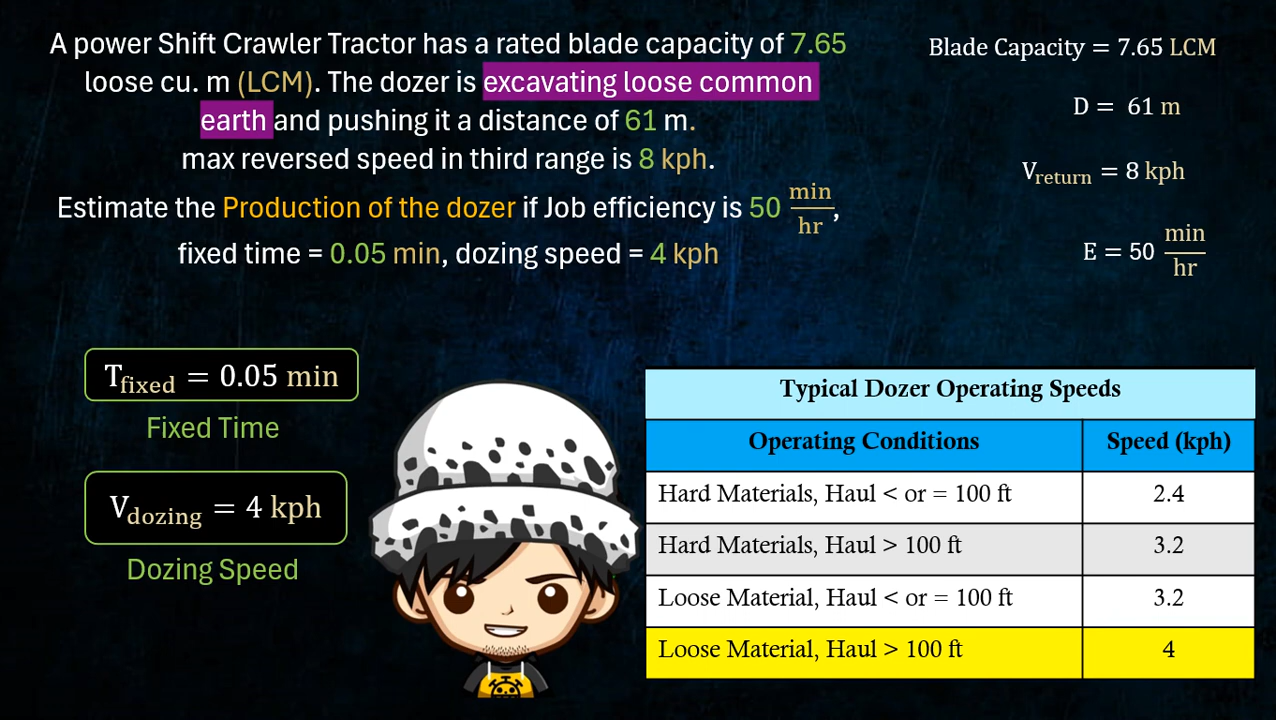 A power Shift Crawler Tractor has a rated blade capacity of 7.65
loose cu. m (LCM). The dozer is excavating loose common
earth and pushing it a distance of 61 m.
max reversed speed in third range is 8 kph.
Estimate the Production of the dozer if Job efficiency is 50 min/hr,
fixed time = 0.05 min, dozing speed = 4 kph
Blade Capacity = 7.65 LCM
D = 61 m
Vreturn = 8 kph
E = 50 min/hr
Tfixed = 0.05 min
Fixed Time
Vdozing = 4 kph
Dozing Speed
Typical Dozer Operating Speeds
Operating Conditions Speed (kph)
Hard Materials, Haul < or = 100 ft 2.4
Hard Materials, Haul > 100 ft 3.2
Loose Material, Haul < or = 100 ft 3.2
Loose Material, Haul > 100 ft 4